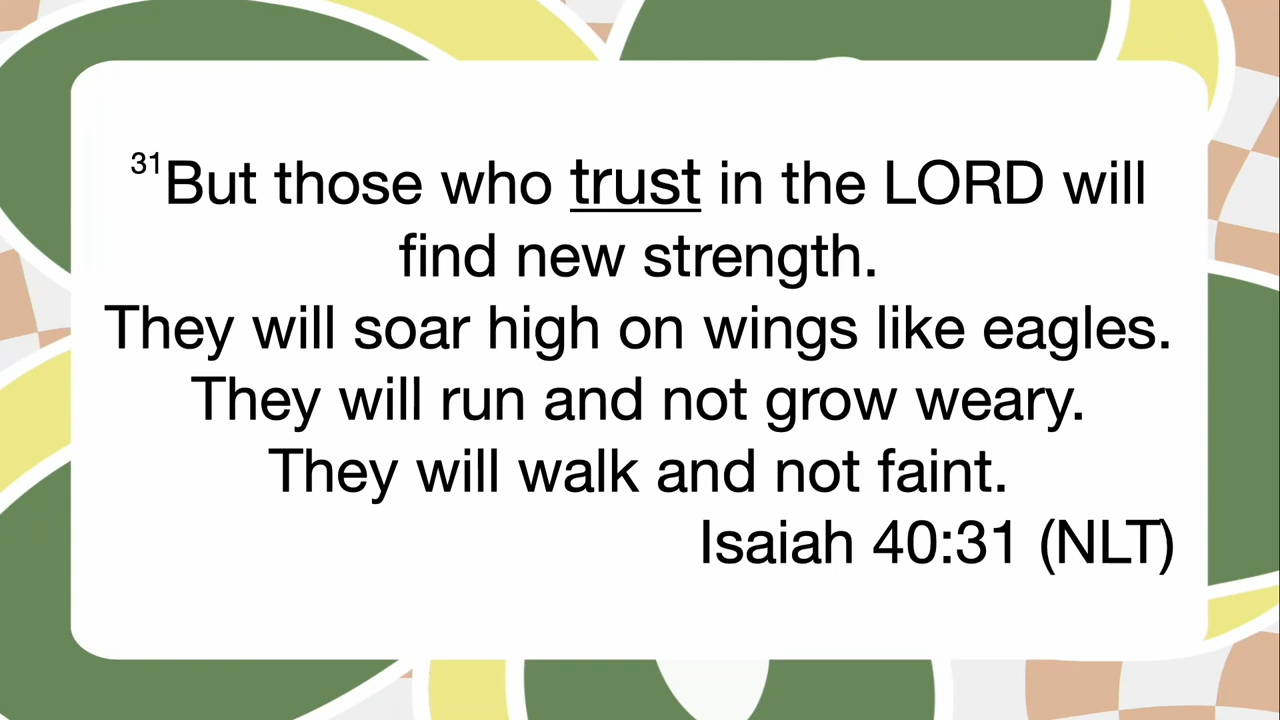 31But those who trust in the LORD will
find new strength.
They will soar high on wings like eagles.
They will run and not grow weary.
They will walk and not faint.
Isaiah 40:31 (NLT)